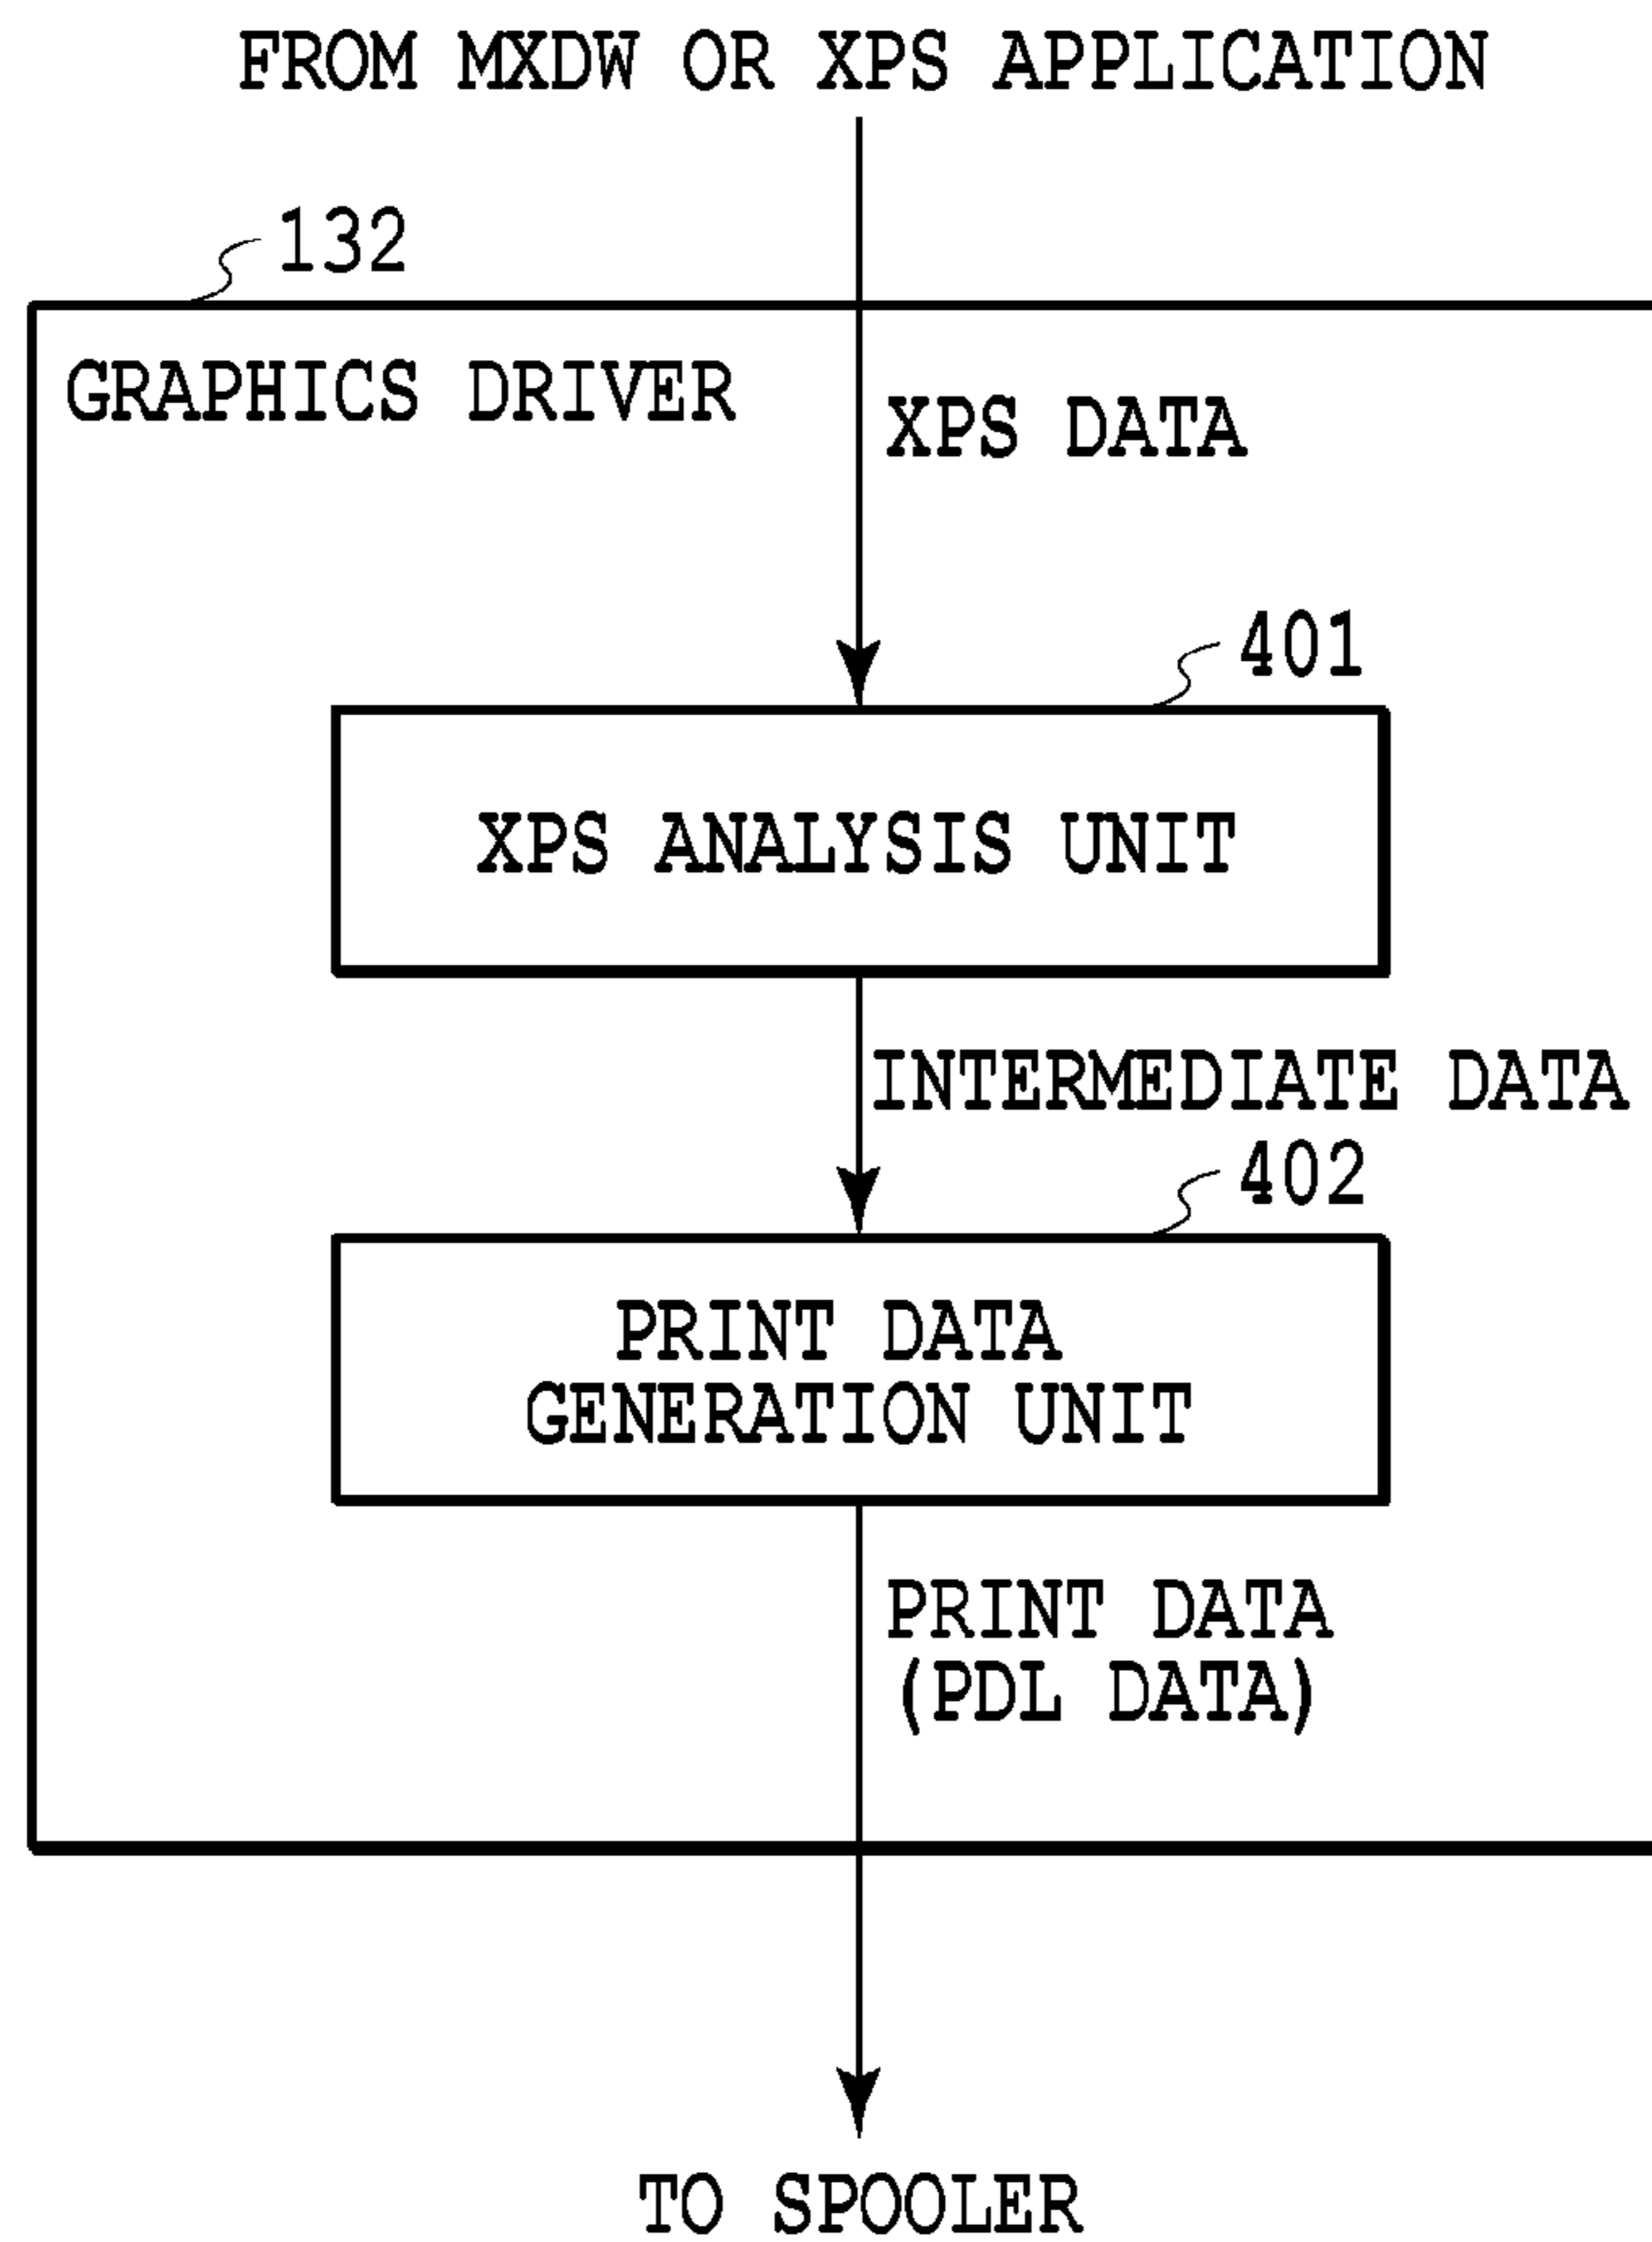 FROM MXDW OR XPS APPLICATION
132
GRAPHICS DRIVER
XPS DATA
401
XPS ANALYSIS UNIT
INTERMEDIATE DATA
402
PRINT DATA
GENERATION UNIT
PRINT DATA
(PDL DATA)
TO SPOOLER